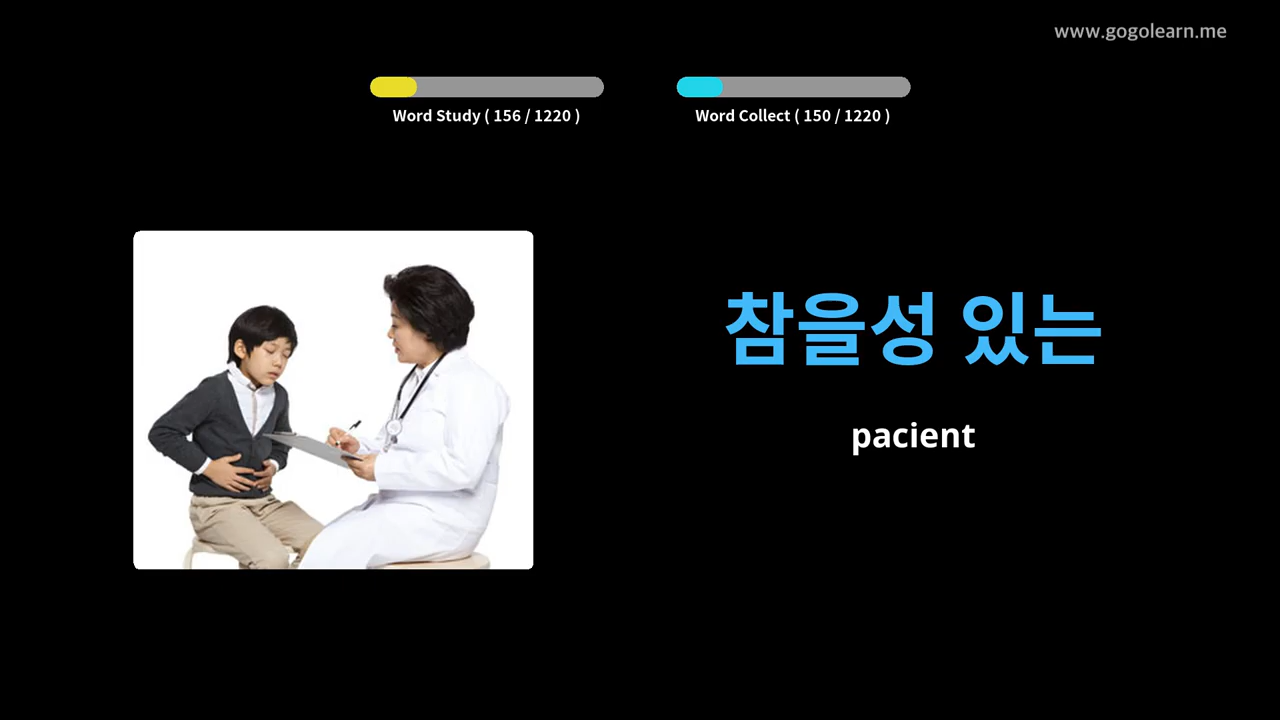 www.gogolearn.me
Word Study ( 156 / 1220 )
Word Collect ( 150 / 1220 )
참을성 있는
pacient